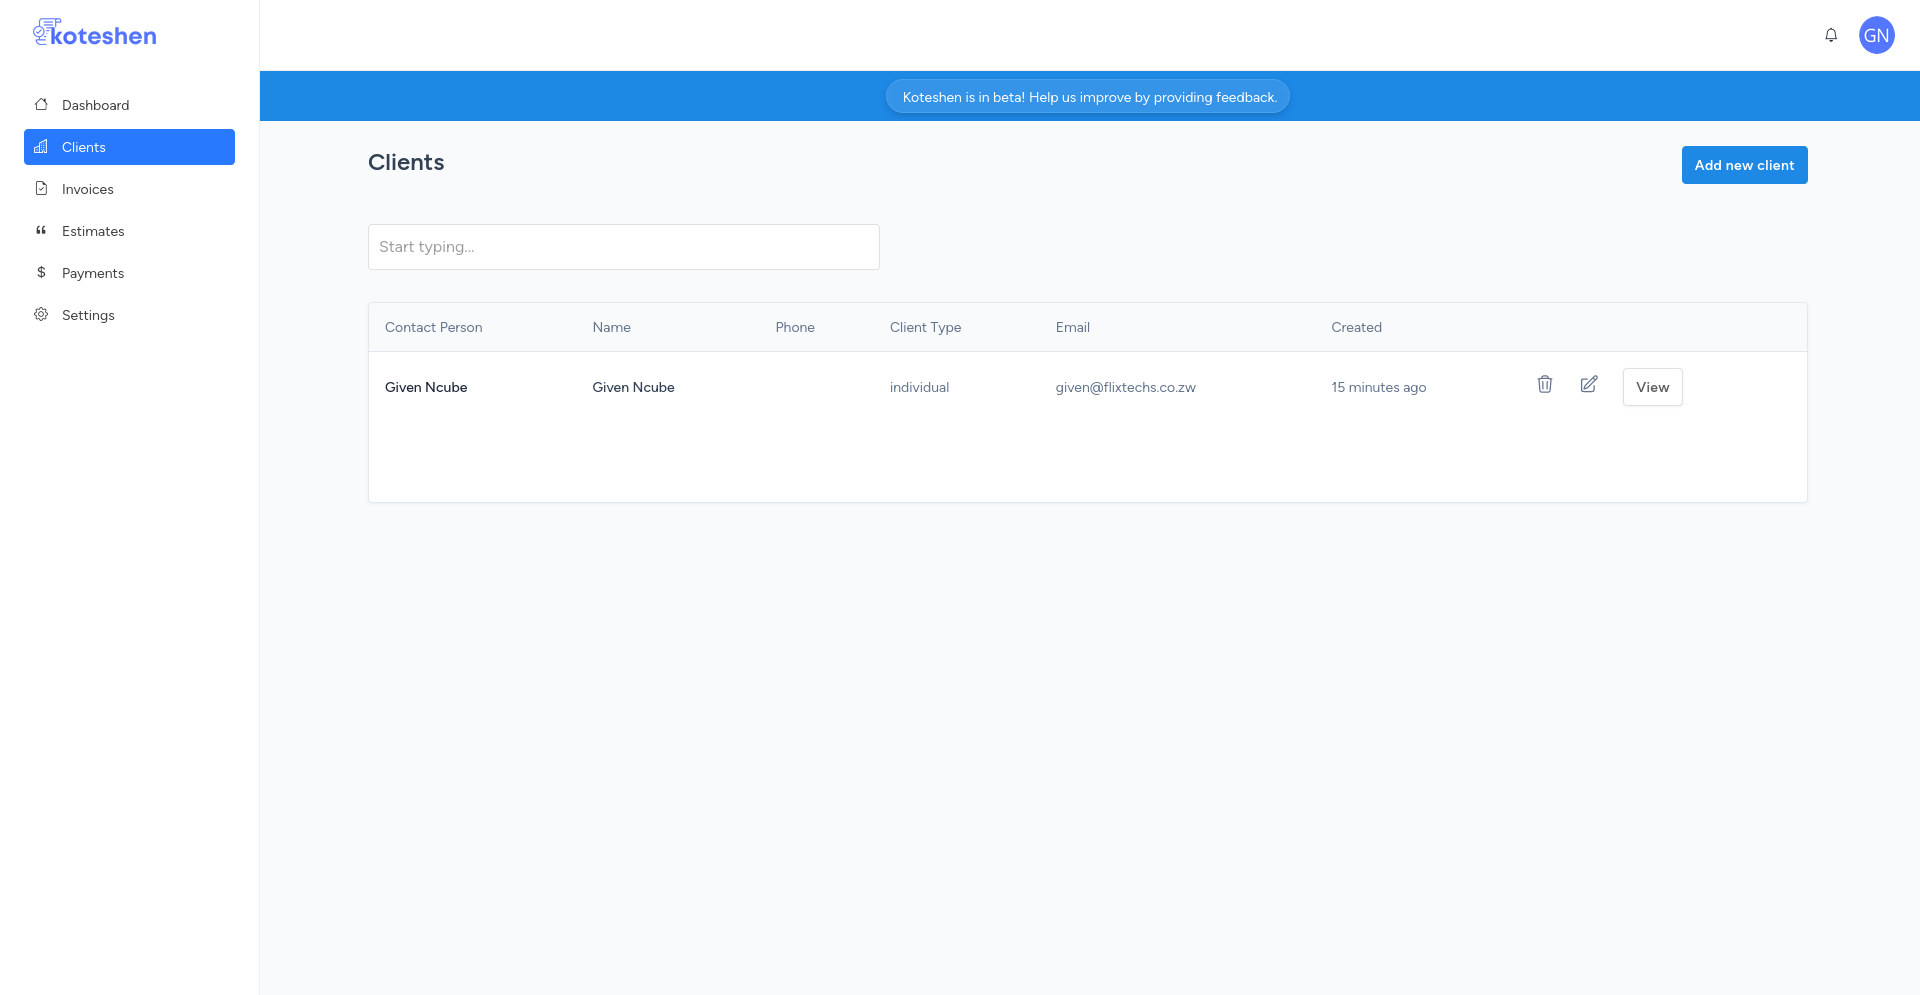 koteshen
GN
Dashboard
Clients
Invoices
Estimates
Payments
Settings
Koteshen is in beta! Help us improve by providing feedback.
Clients
Add new client
Start typing...
Contact Person Name Phone Client Type Email Created
Given Ncube Given Ncube individual given@flixtechs.co.zw 15 minutes ago View